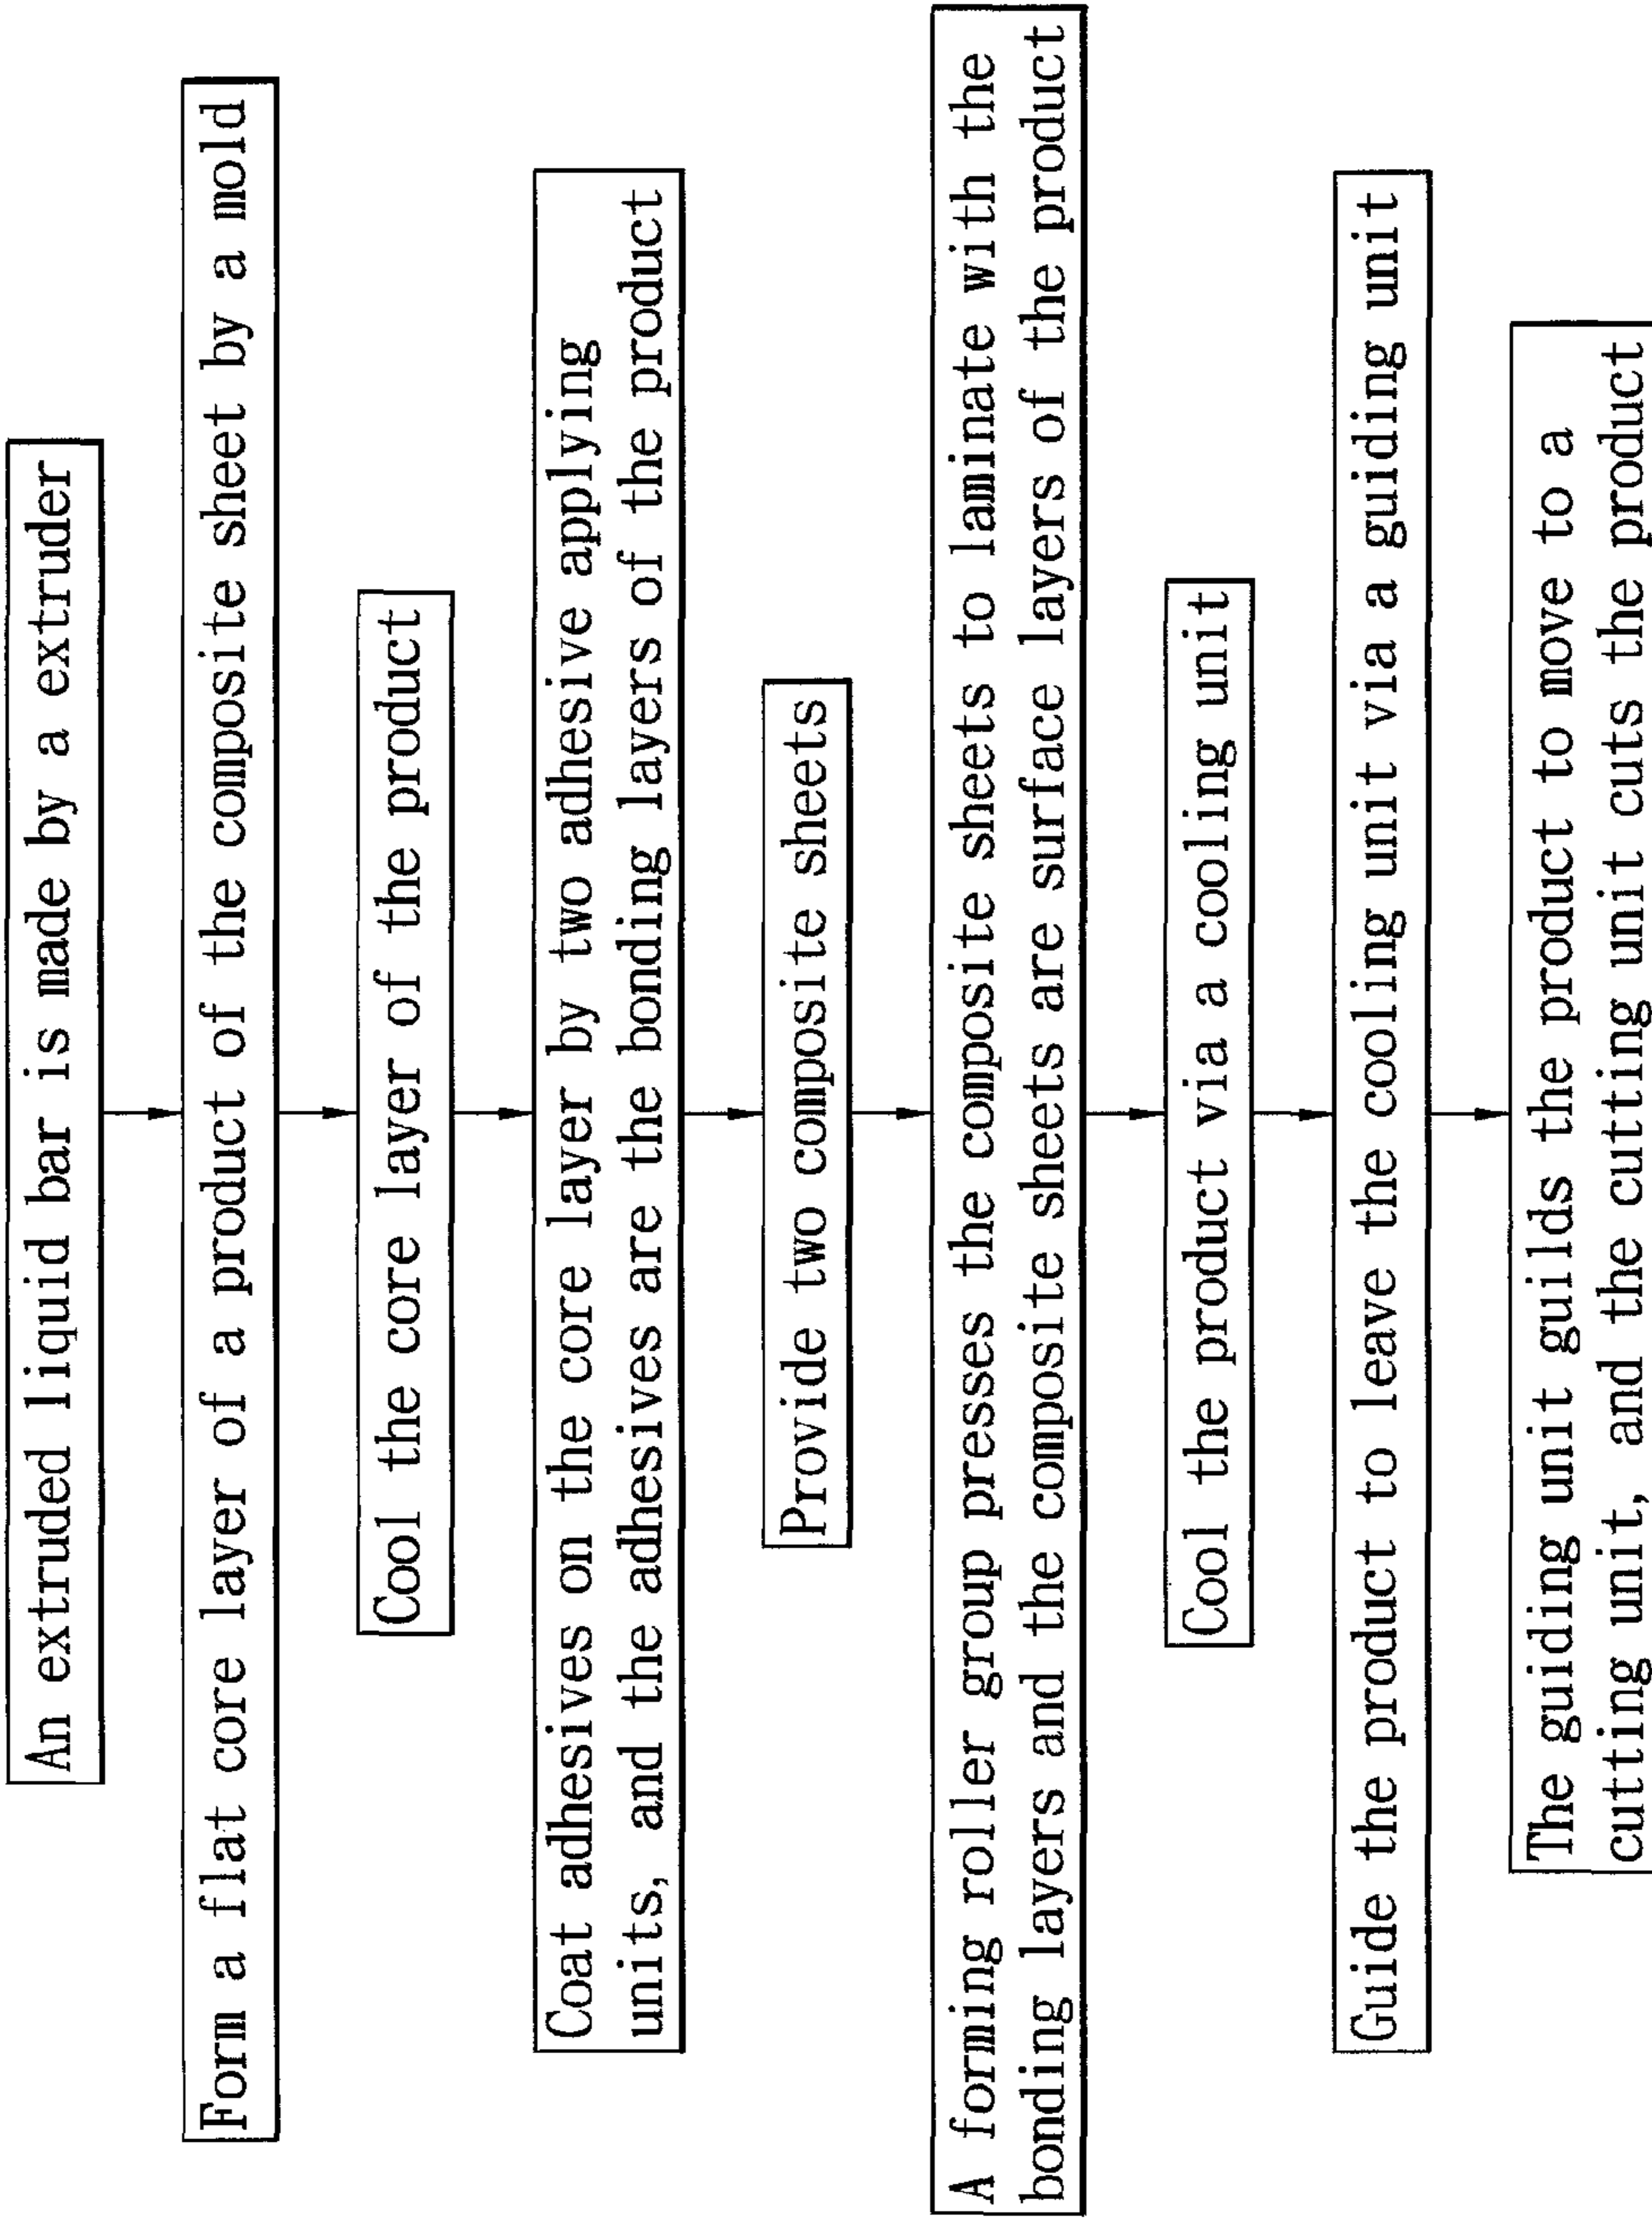 An extruded liquid bar is made by a extruder
Form a flat core layer of a product of the composite sheet by a mold
Cool the core layer of the product
Coat adhesives on the core layer by two adhesive applying
units, and the adhesives are the bonding layers of the product
Provide two composite sheets
A forming roller group presses the composite sheets to laminate with the
bonding layers and the composite sheets are surface layers of the product
Cool the product via a cooling unit
Guide the product to leave the cooling unit via a guiding unit
The guiding unit guilds the product to move to a
cutting unit, and the cutting unit cuts the product